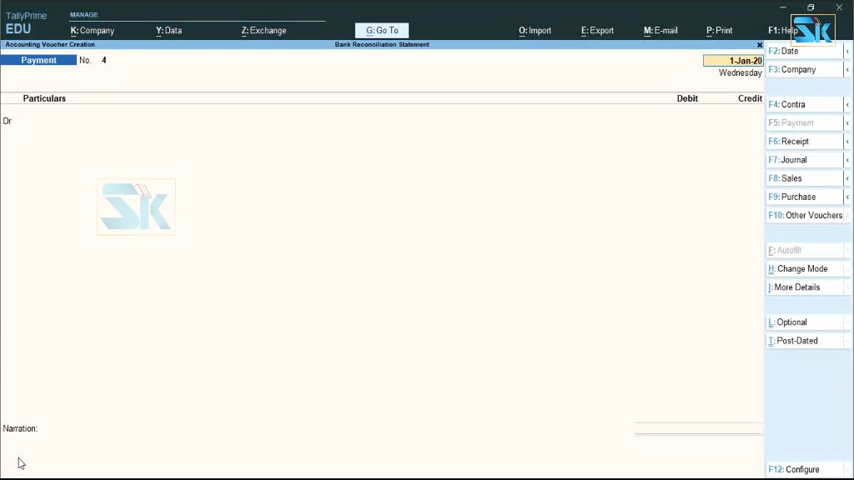 TallyPrime
MANAGE
EDU
K: Company
Y: Data
Z: Exchange
G: Go To
O: Import
E: Export
M: E-mail
P: Print
F1: Help
SK
Accounting Voucher Creation
Bank Reconciliation Statement
Payment
No. 4
1-Jan-20
Wednesday
Particulars
Debit
Credit
Dr
SK
Narration:
F2: Date
F3: Company
F4: Contra
F5: Payment
F6: Receipt
F7: Journal
F8: Sales
F9: Purchase
F10: Other Vouchers
E: Autofill
H: Change Mode
I: More Details
L: Optional
T: Post-Dated
F12: Configure